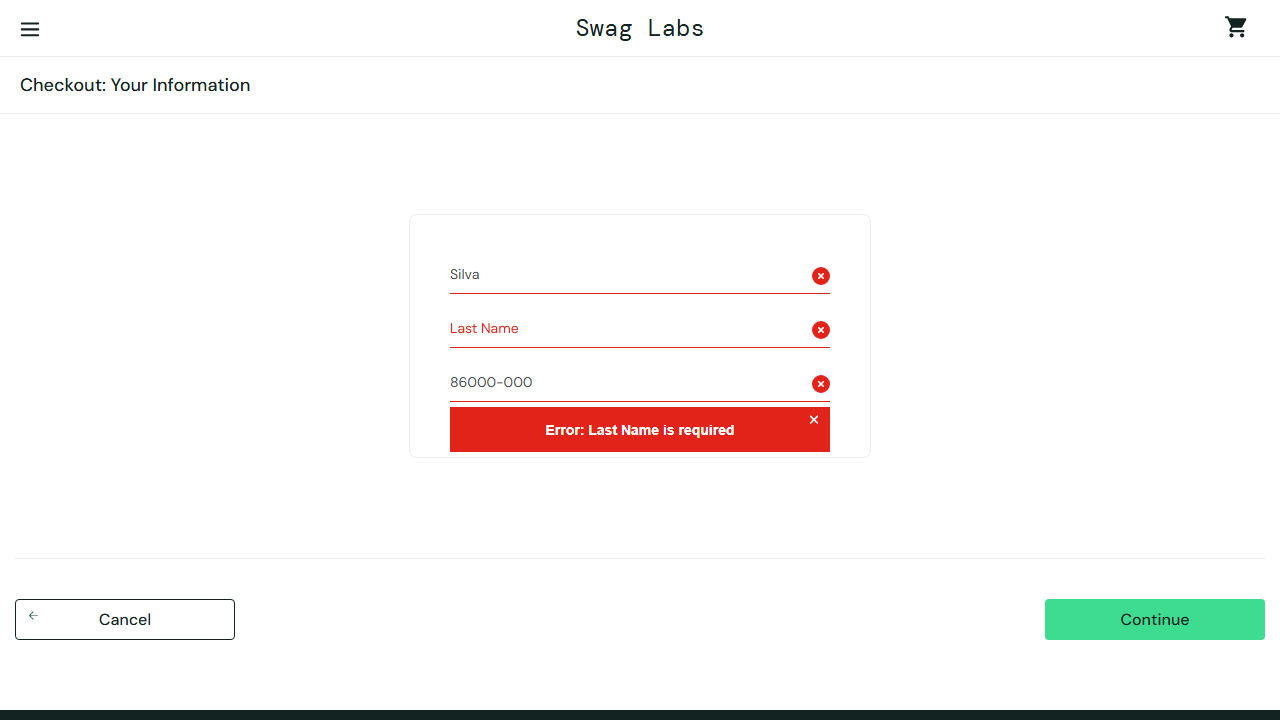 Swag Labs
Checkout: Your Information
Silva
Last Name
86000-000
Error: Last Name is required
Cancel
Continue